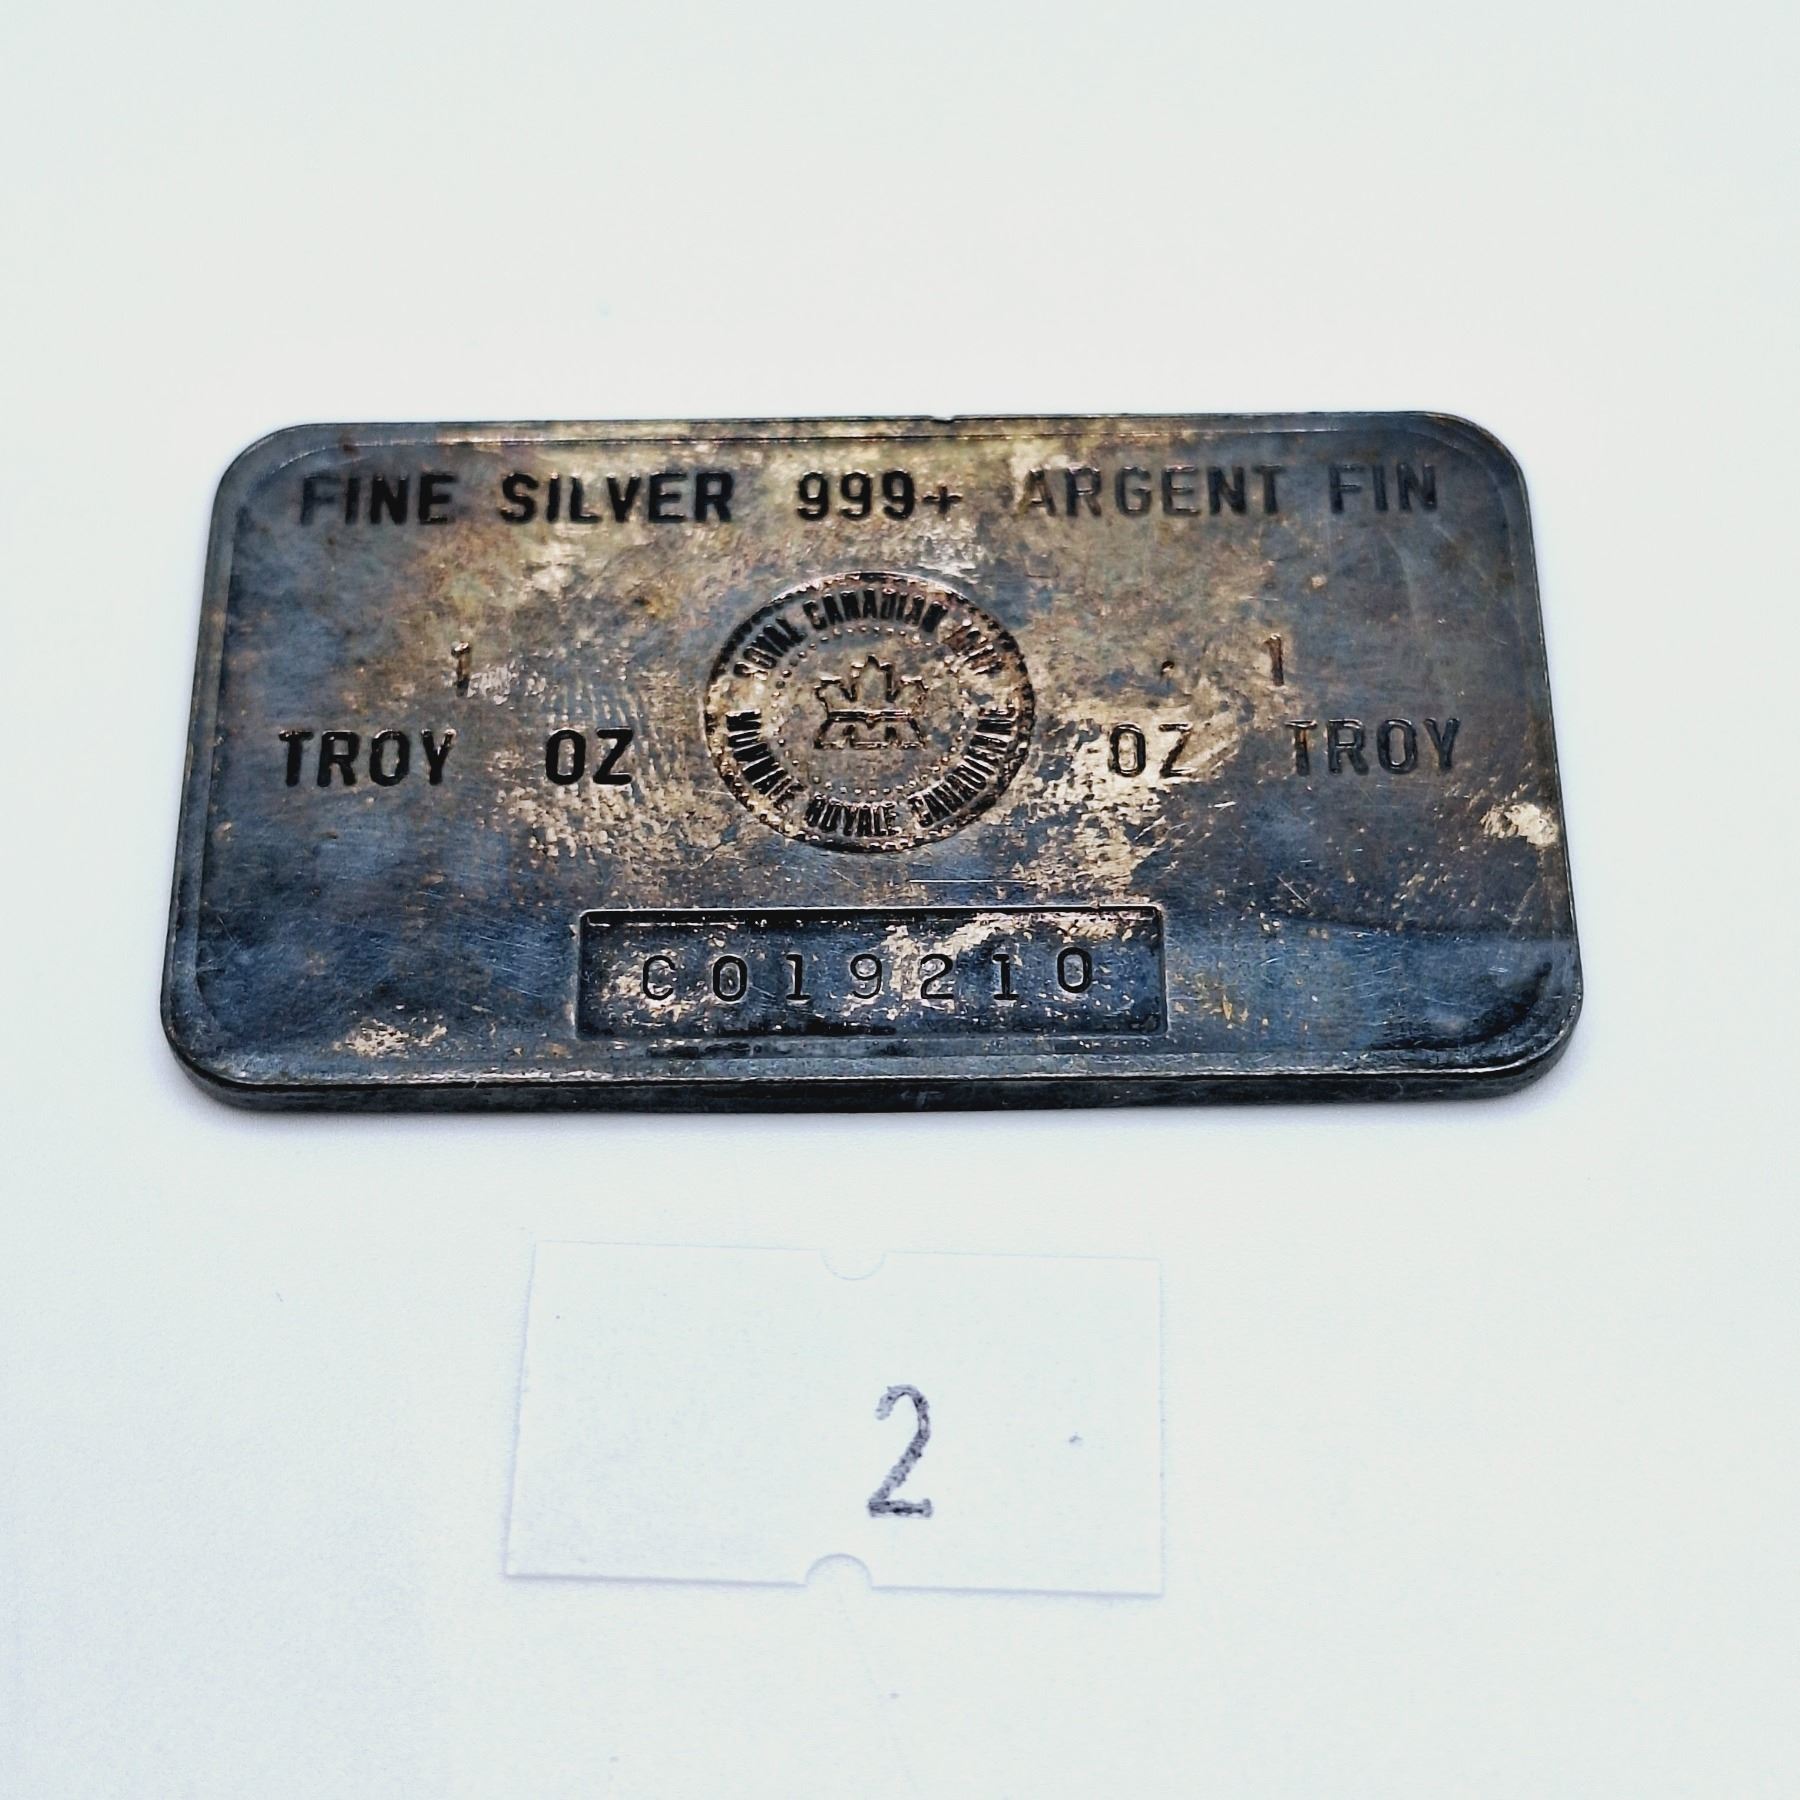 FINE SILVER 999+ ARGENT FIN
1 1
TROY OZ OZ TROY
ROYAL CANADIAN MINT
MONNAIE ROYALE CANADIENNE
C019210
2